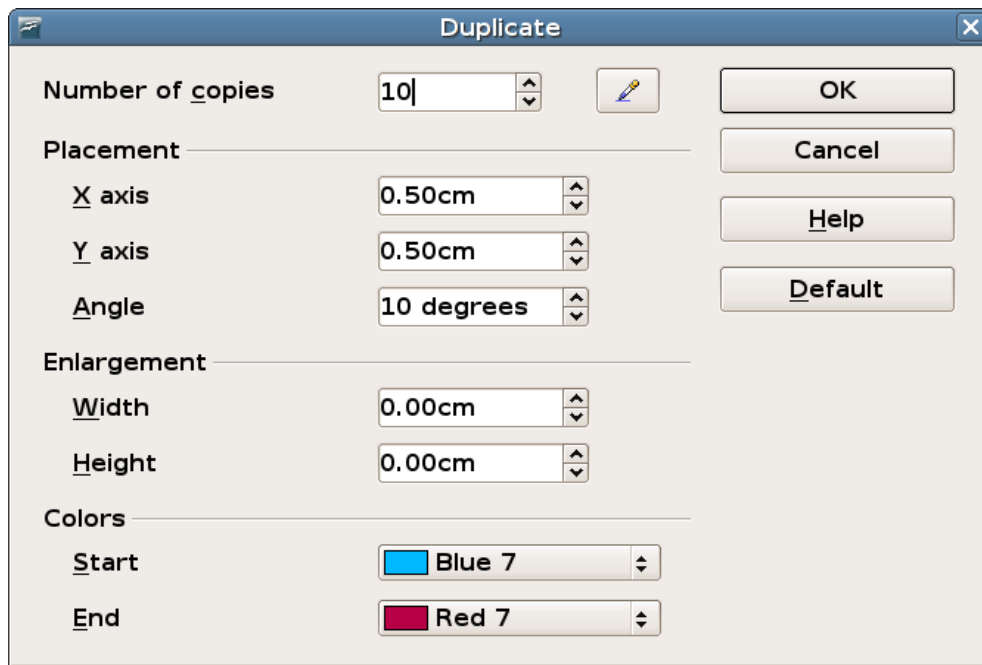 Duplicate
Number of copies 10 OK
Placement Cancel
X axis 0.50cm Help
Y axis 0.50cm
Angle 10 degrees Default
Enlargement
Width 0.00cm
Height 0.00cm
Colors
Start Blue 7
End Red 7